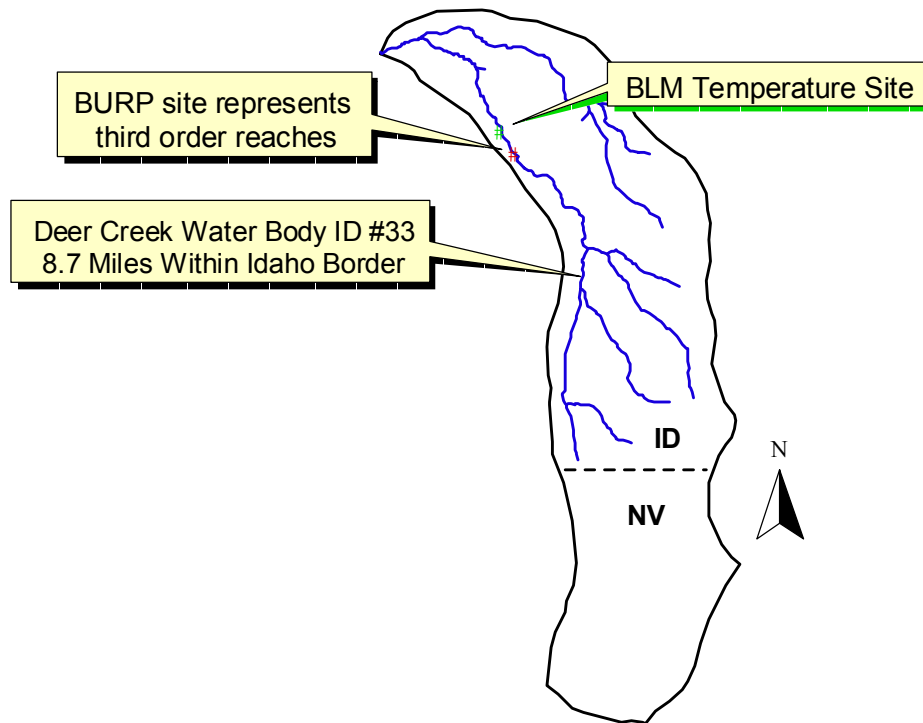 BURP site represents
third order reaches
BLM Temperature Site
Deer Creek Water Body ID #33
8.7 Miles Within Idaho Border
ID
N
NV